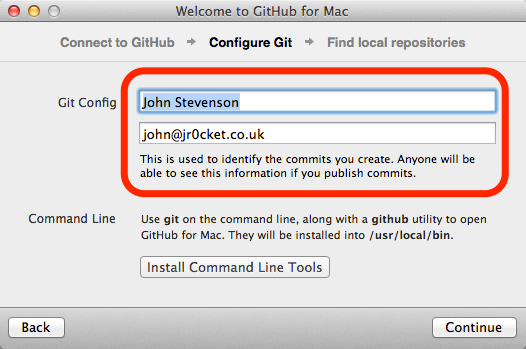 Welcome to GitHub for Mac
Connect to GitHub → Configure Git → Find local repositories
Git Config John Stevenson
john@jr0cket.co.uk
This is used to identify the commits you create. Anyone will be
able to see this information if you publish commits.
Command Line Use git on the command line, along with a github utility to open
GitHub for Mac. They will be installed into /usr/local/bin.
Install Command Line Tools
Back Continue